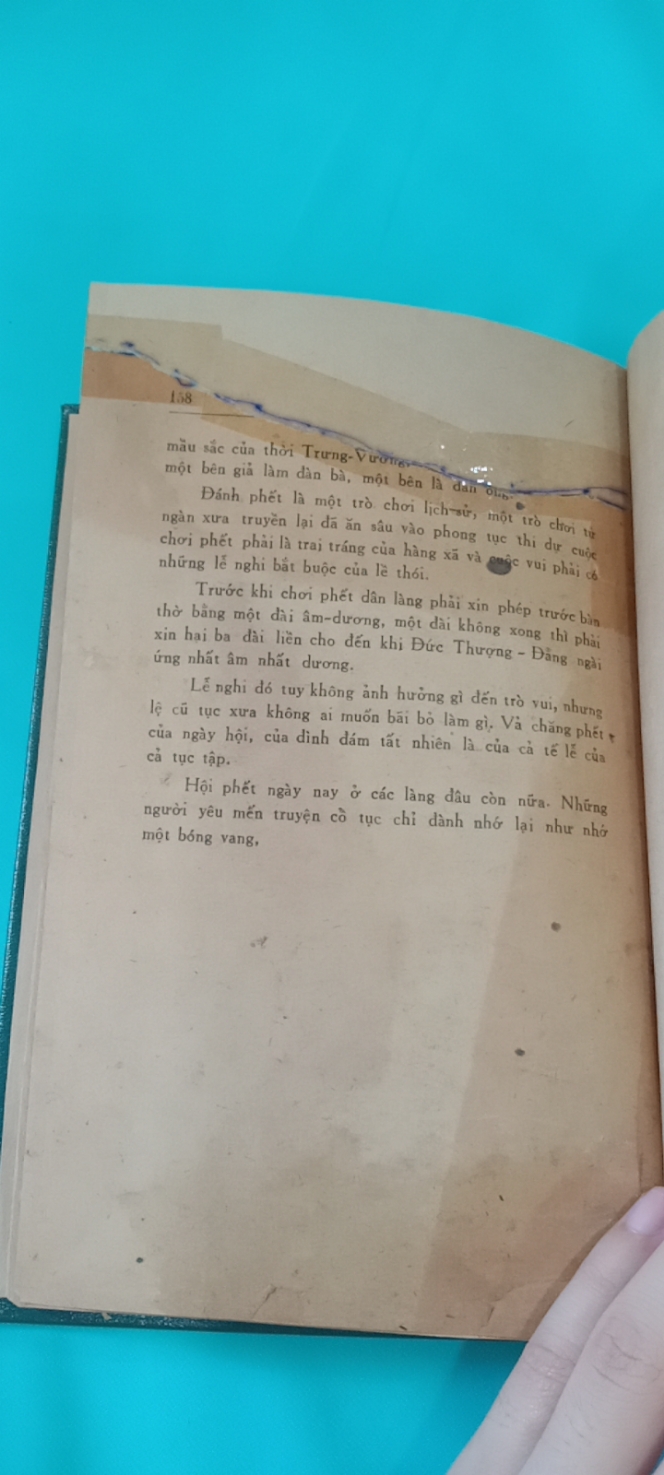 158
mầu sắc của thời Trưng-Vương,
một bên giả làm đàn bà, một bên là đàn ông.
Đánh phết là một trò chơi lịch-sử, một trò chơi từ
ngàn xưa truyền lại đã ăn sâu vào phong tục thi dự cuộc
chơi phết phải là trai tráng của hàng xã và cuộc vui phải có
những lễ nghi bắt buộc của lề thói.
Trước khi chơi phết dân làng phải xin phép trước bàn
thờ bằng một đài âm-dương, một đài không xong thì phải
xin hai ba đài liền cho đến khi Đức Thượng - Đẳng ngài
ứng nhất âm nhất dương.
Lễ nghi đó tuy không ảnh hưởng gì đến trò vui, nhưng
lệ cũ tục xưa không ai muốn bãi bỏ làm gì. Vả chăng phết
của ngày hội, của đình đám tất nhiên là của cả tế lễ của
cả tục tập.
Hội phết ngày nay ở các làng đâu còn nữa. Những
người yêu mến truyện cổ tục chỉ dành nhớ lại như nhớ
một bóng vang,